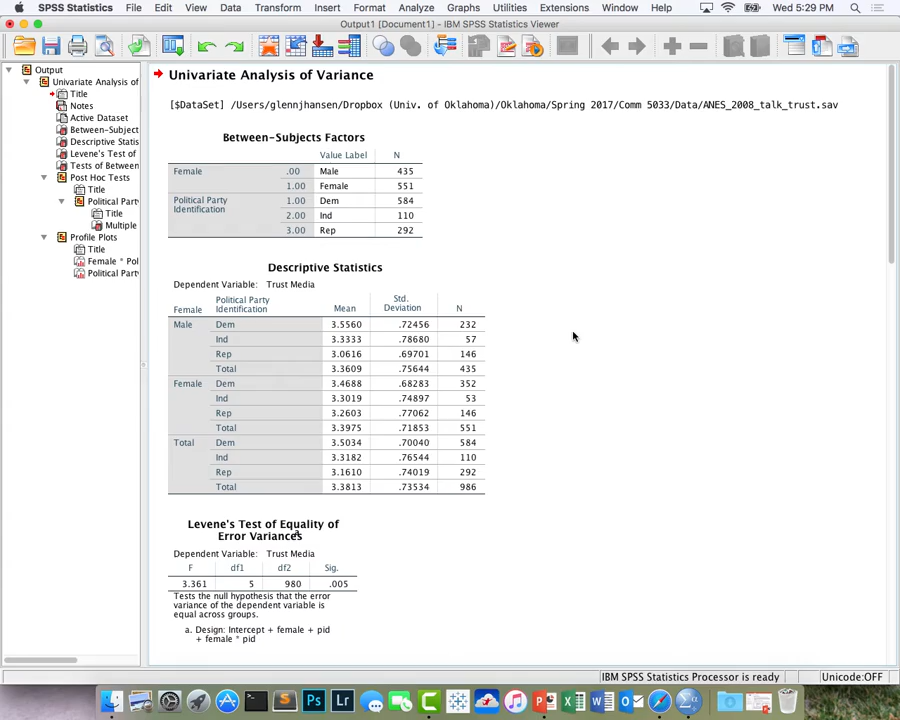 SPSS Statistics File Edit View Data Transform Insert Format Analyze Graphs Utilities Extensions Window Help Wed 5:29 PM
Output1 [Document1] - IBM SPSS Statistics Viewer
Output
Univariate Analysis of
Title
Notes
Active Dataset
Between-Subject
Descriptive Statis
Levene's Test of
Tests of Between
Post Hoc Tests
Title
Political Part
Title
Multiple
Profile Plots
Title
Female * Pol
Political Party
Univariate Analysis of Variance
[$DataSet] /Users/glennjhansen/Dropbox (Univ. of Oklahoma)/Oklahoma/Spring 2017/Comm 5033/Data/ANES_2008_talk_trust.sav
Between-Subjects Factors
Value Label N
Female .00 Male 435
1.00 Female 551
Political Party Identification 1.00 Dem 584
2.00 Ind 110
3.00 Rep 292
Descriptive Statistics
Dependent Variable: Trust Media
Female Political Party Identification Mean Std. Deviation N
Male Dem 3.5560 .72456 232
Ind 3.3333 .78680 57
Rep 3.0616 .69701 146
Total 3.3609 .75644 435
Female Dem 3.4688 .68283 352
Ind 3.3019 .74897 53
Rep 3.2603 .77062 146
Total 3.3975 .71853 551
Total Dem 3.5034 .70040 584
Ind 3.3182 .76544 110
Rep 3.1610 .74019 292
Total 3.3813 .73534 986
Levene's Test of Equality of
Error Variances a
Dependent Variable: Trust Media
F df1 df2 Sig.
3.361 5 980 .005
Tests the null hypothesis that the error
variance of the dependent variable is
equal across groups.
a. Design: Intercept + female + pid
+ female * pid
IBM SPSS Statistics Processor is ready Unicode:OFF
Ps Lr